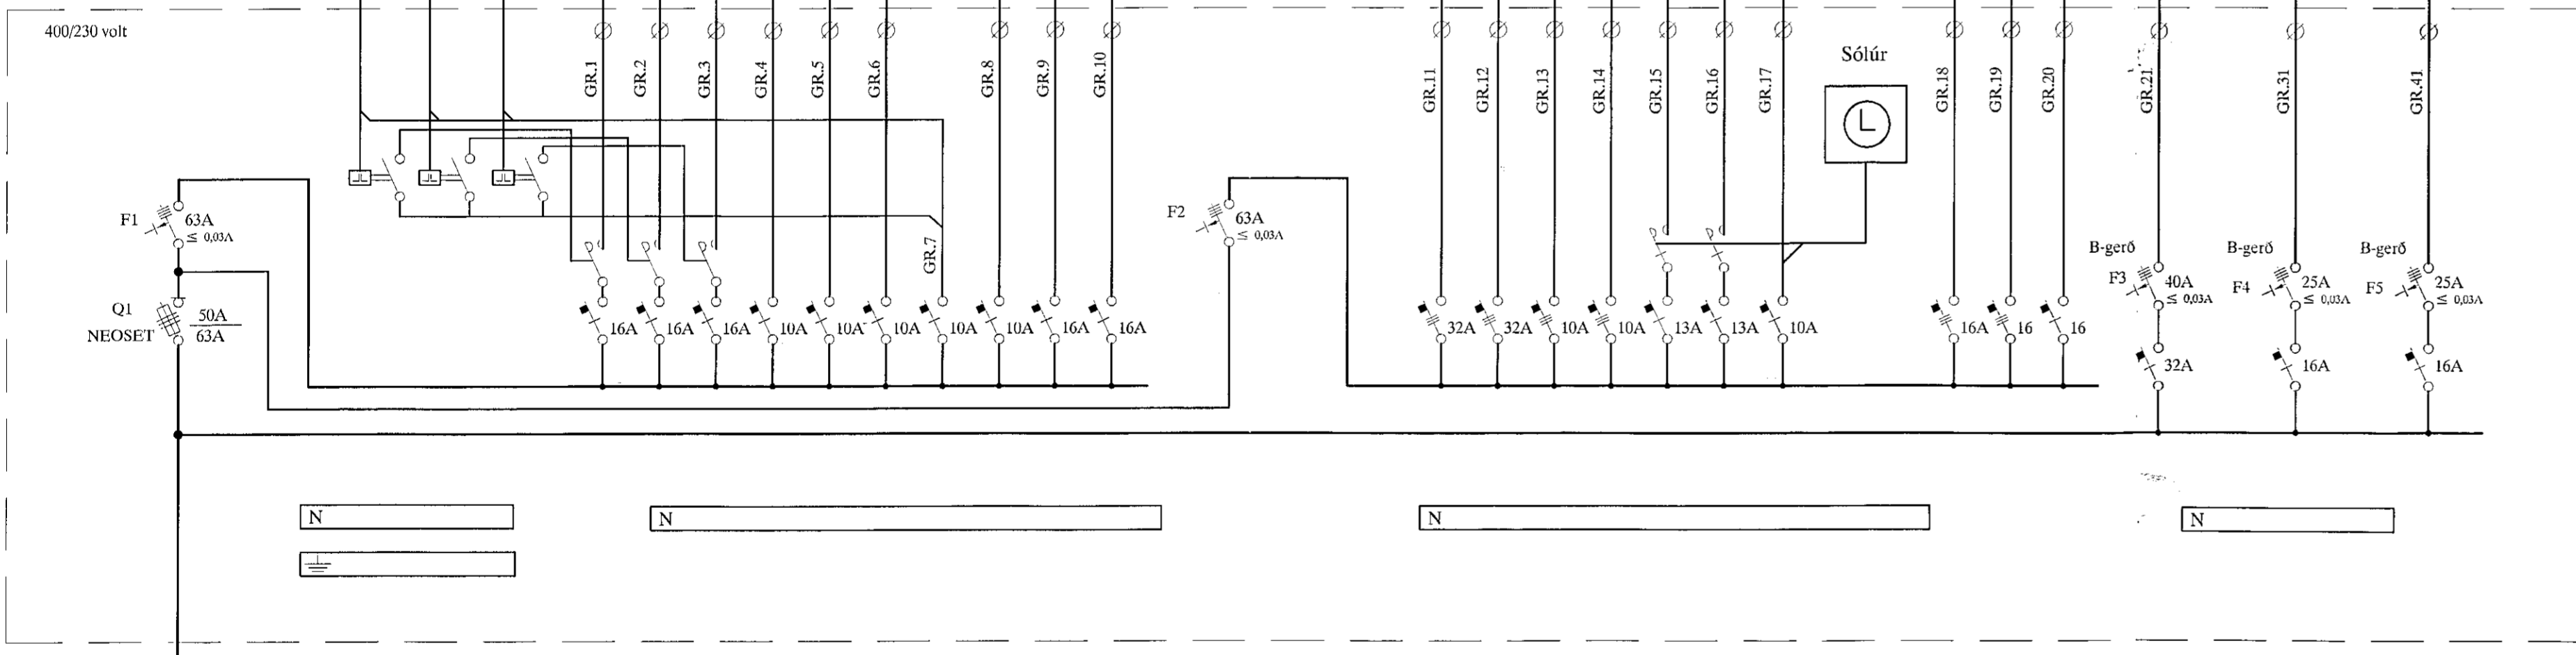 400/230 volt
GR.1
GR.2
GR.3
GR.4
GR.5
GR.6
GR.8
GR.9
GR.10
GR.11
GR.12
GR.13
GR.14
GR.15
GR.16
GR.17
Sólúr
L
GR.18
GR.19
GR.20
GR.21
GR.31
GR.41
F1
63A
≤ 0,03A
GR.7
F2
63A
≤ 0,03A
B-gerð
F3
40A
≤ 0,03A
B-gerð
F4
25A
≤ 0,03A
B-gerð
F5
25A
≤ 0,03A
Q1
NEOSET
50A
63A
16A
16A
16A
10A
10A
10A
10A
10A
16A
16A
32A
32A
10A
10A
13A
13A
10A
16A
16
16
32A
16A
16A
N
N
N
N